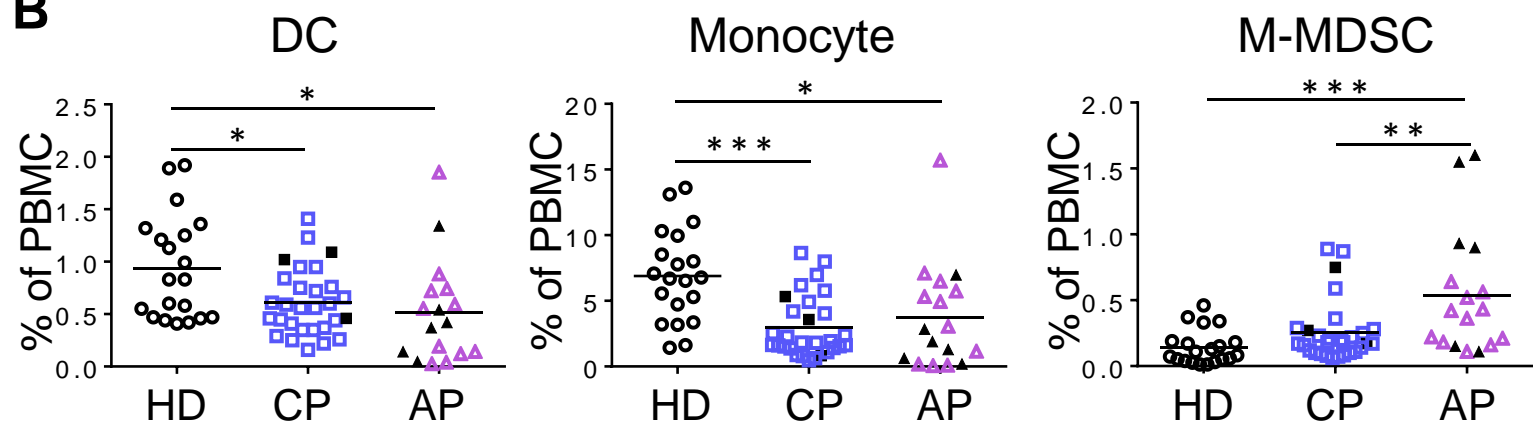 B
DC
Monocyte
M-MDSC
% of PBMC
2.5
2.0
1.5
1.0
0.5
0.0
*
*
HD
CP
AP
% of PBMC
20
15
10
5
0
*
***
HD
CP
AP
% of PBMC
2.0
1.5
1.0
0.5
0.0
***
**
HD
CP
AP